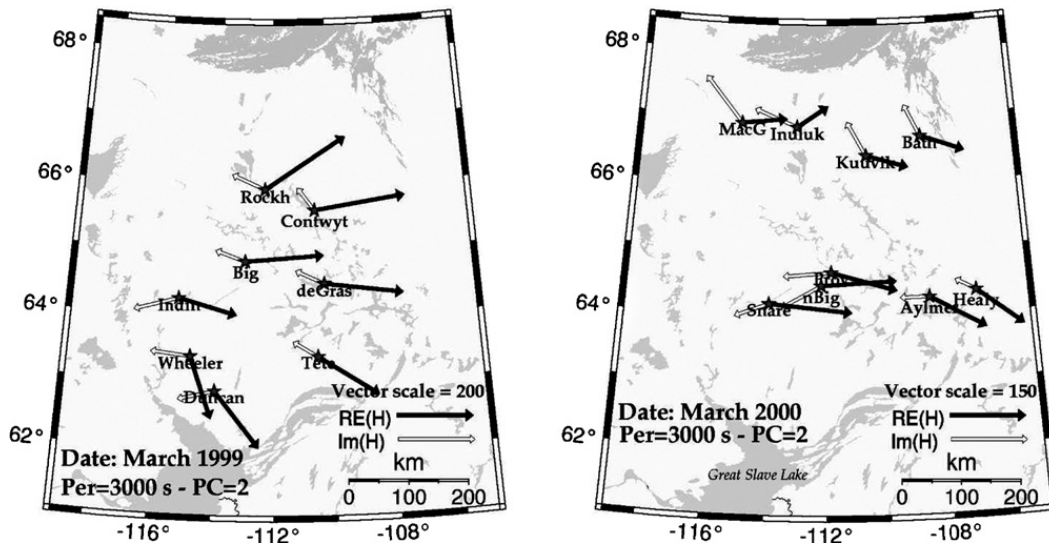 68°
66°
64°
62°
-116°
-112°
-108°
Rockh
Contwyt
Big
deGras
Indin
Wheeler
Teta
Duncan
Vector scale = 200
RE(H)
Im(H)
km
0 100 200
Date: March 1999
Per=3000 s - PC=2
68°
66°
64°
62°
-116°
-112°
-108°
MacG
Inuluk
Kuuvik
Bath
nBig
Snare
Aylmer
Healy
Vector scale = 150
RE(H)
Im(H)
km
0 100 200
Date: March 2000
Per=3000 s - PC=2
Great Slave Lake